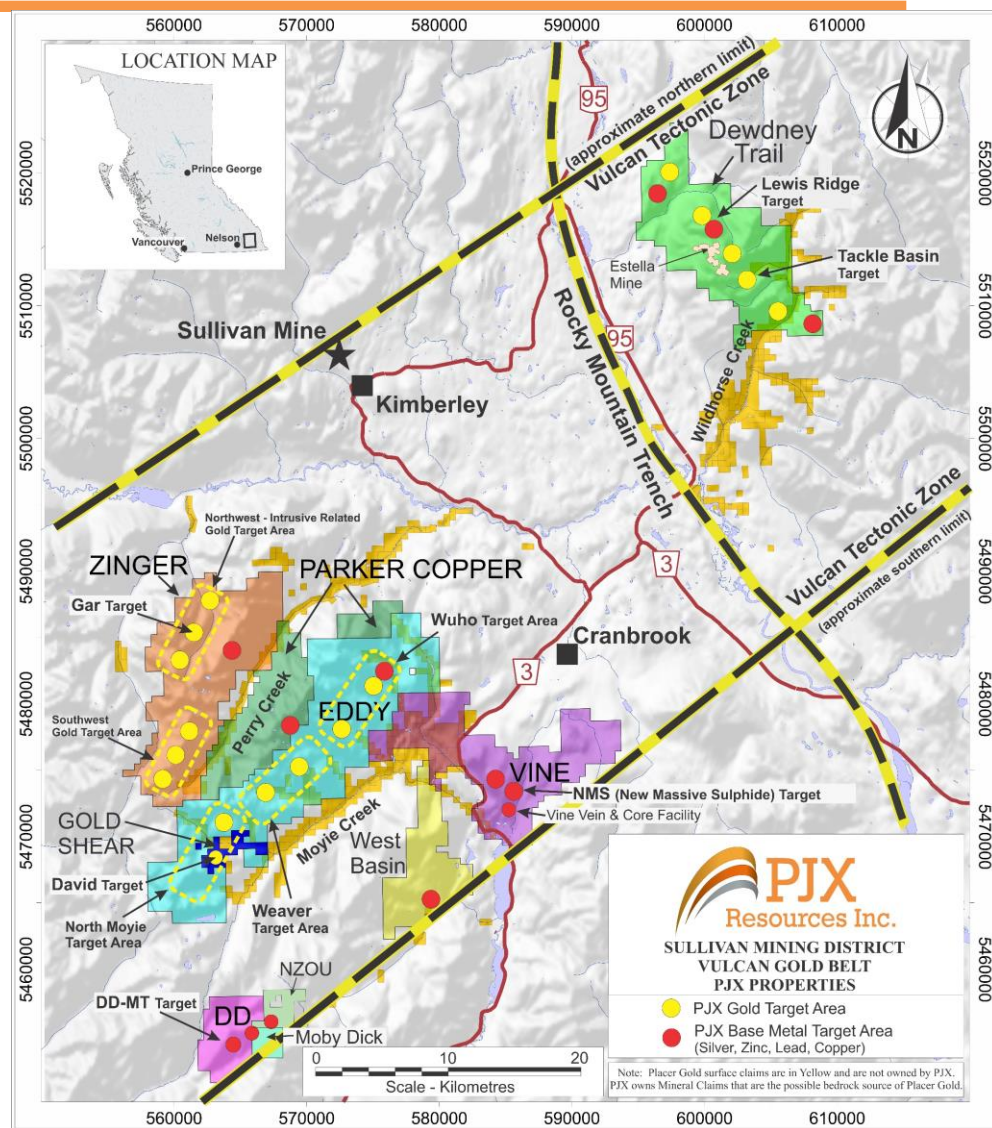 560000 570000 580000 590000 600000 610000
LOCATION MAP
Prince George
Vancouver
Nelson
95
(approximate northern limit)
Vulcan Tectonic Zone
N
5520000
5520000
Dewdney
Trail
Lewis Ridge
Target
Estella
Mine
Tackle Basin
Target
5510000
5510000
Sullivan Mine
Rocky Mountain Trench
95
Wildhorse Creek
Kimberley
5500000
5500000
Vulcan Tectonic Zone
(approximate southern limit)
5490000
5490000
Northwest - Intrusive Related
Gold Target Area
ZINGER
PARKER COPPER
3
Gar Target
Wuho Target Area
Cranbrook
3
5480000
5480000
Perry Creek
EDDY
Southwest
Gold Target Area
VINE
NMS (New Massive Sulphide) Target
Vine Vein & Core Facility
GOLD
SHEAR
Moyie Creek
West
Basin
5470000
5470000
David Target
North Moyie
Target Area
Weaver
Target Area
PJX
Resources Inc.
SULLIVAN MINING DISTRICT
VULCAN GOLD BELT
PJX PROPERTIES
PJX Gold Target Area
PJX Base Metal Target Area
(Silver, Zinc, Lead, Copper)
5460000
5460000
NZOU
DD-MT Target
DD
Moby Dick
0 10 20
Scale - Kilometres
Note: Placer Gold surface claims are in Yellow and are not owned by PJX.
PJX owns Mineral Claims that are the possible bedrock source of Placer Gold.
560000 570000 580000 590000 600000 610000